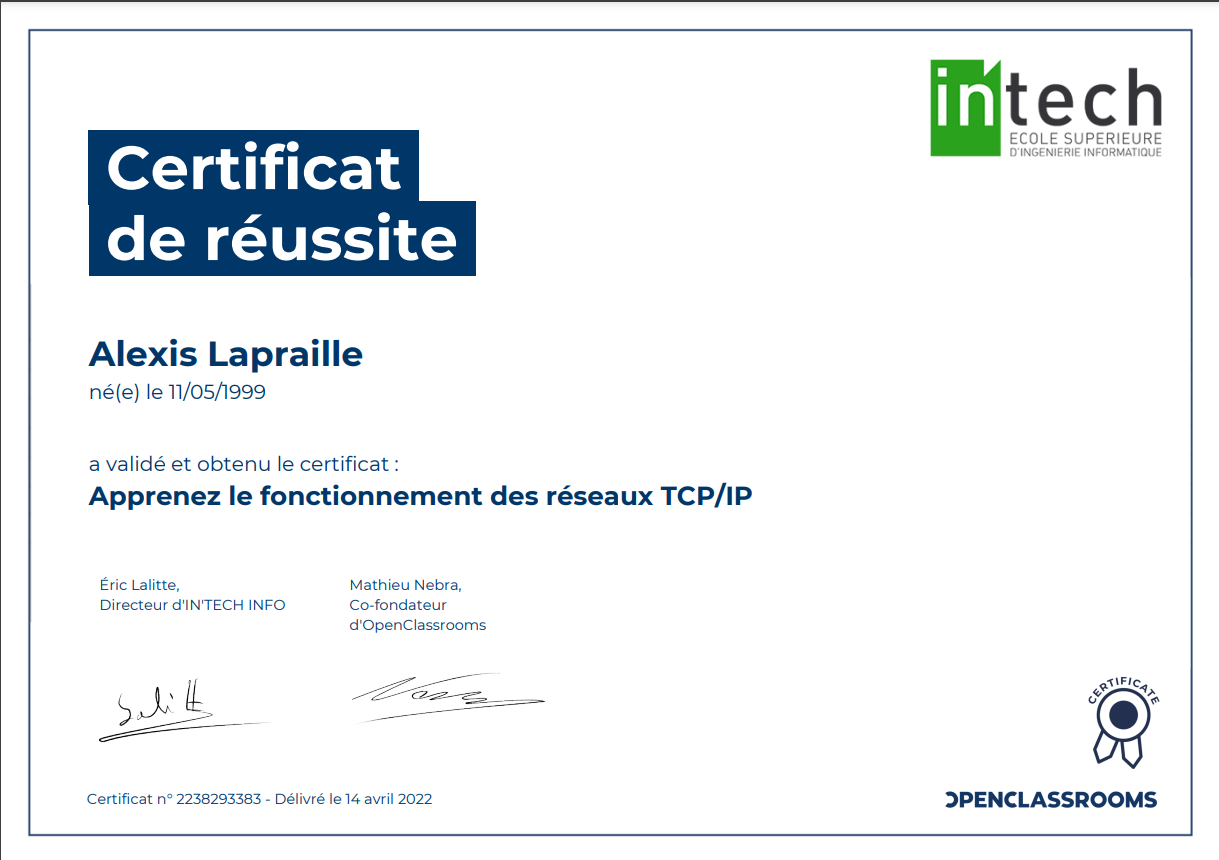 in'tech
ECOLE SUPERIEURE
D'INGENIERIE INFORMATIQUE
Certificat
de réussite
Alexis Lapraille
né(e) le 11/05/1999
a validé et obtenu le certificat :
Apprenez le fonctionnement des réseaux TCP/IP
Éric Lalitte,
Directeur d'IN'TECH INFO
Mathieu Nebra,
Co-fondateur
d'OpenClassrooms
CERTIFICATE
Certificat n° 2238293383 - Délivré le 14 avril 2022
OPENCLASSROOMS